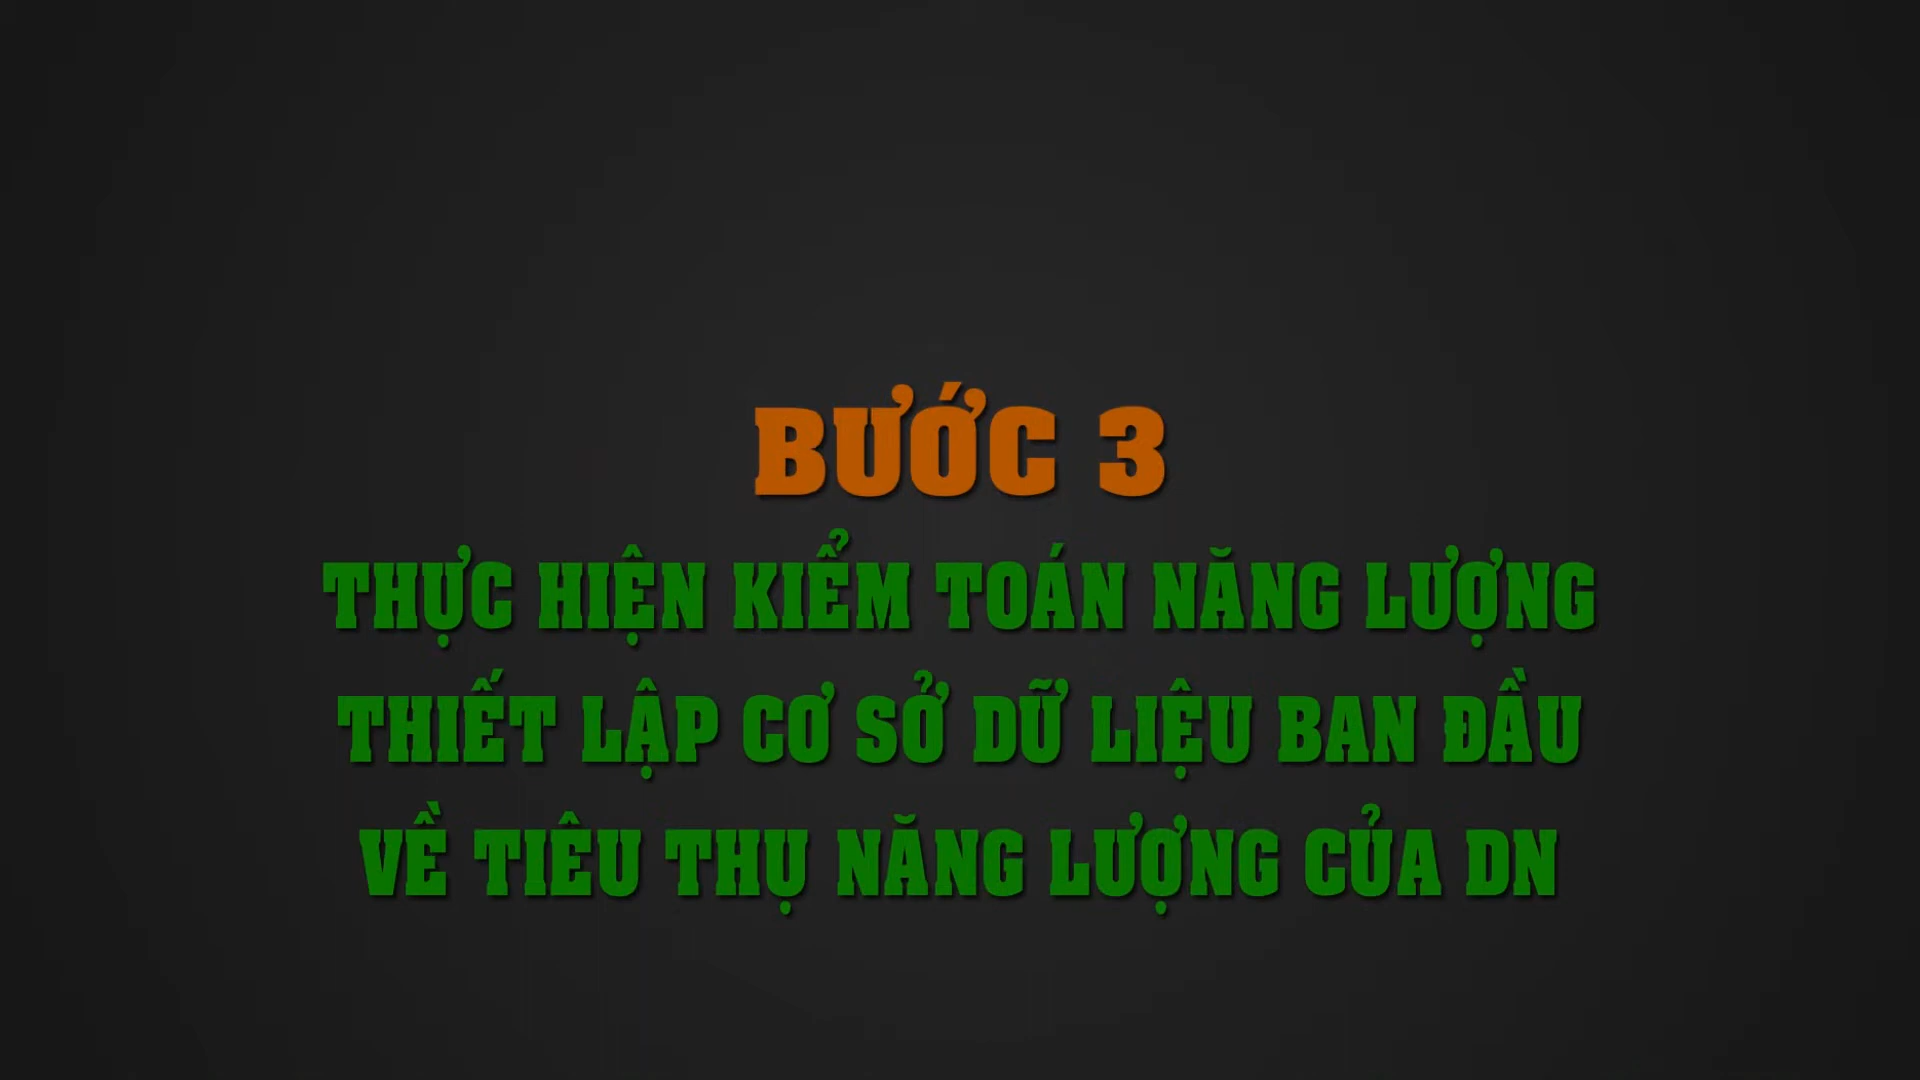 BƯỚC 3
THỰC HIỆN KIỂM TOÁN NĂNG LƯỢNG
THIẾT LẬP CƠ SỞ DỮ LIỆU BAN ĐẦU
VỀ TIÊU THỤ NĂNG LƯỢNG CỦA DN